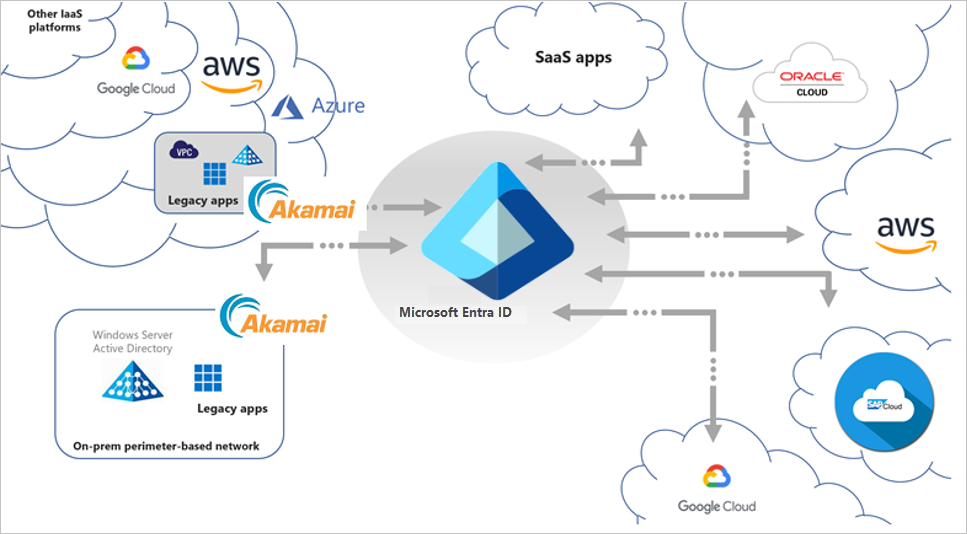 Other IaaS
platforms
Google Cloud
aws
Azure
VPC
Legacy apps
Akamai
SaaS apps
ORACLE
CLOUD
aws
Microsoft Entra ID
Akamai
Windows Server
Active Directory
Legacy apps
On-prem perimeter-based network
SAP Cloud
Google Cloud